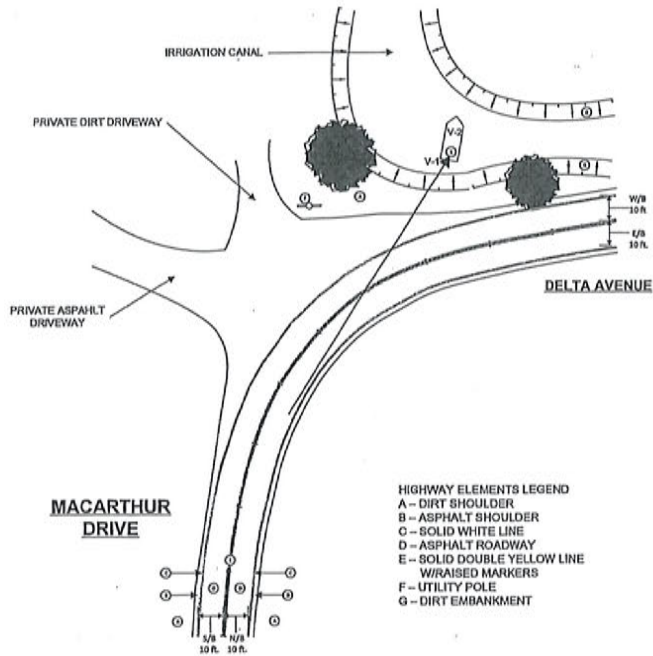 IRRIGATION CANAL
PRIVATE DIRT DRIVEWAY
V-2
V-1
W/B
10 ft.
E/B
10 ft.
DELTA AVENUE
PRIVATE ASPAHLT
DRIVEWAY
MACARTHUR
DRIVE
HIGHWAY ELEMENTS LEGEND
A – DIRT SHOULDER
B – ASPHALT SHOULDER
C – SOLID WHITE LINE
D – ASPHALT ROADWAY
E – SOLID DOUBLE YELLOW LINE
W/RAISED MARKERS
F – UTILITY POLE
G – DIRT EMBANKMENT
S/B
10 ft.
N/B
10 ft.